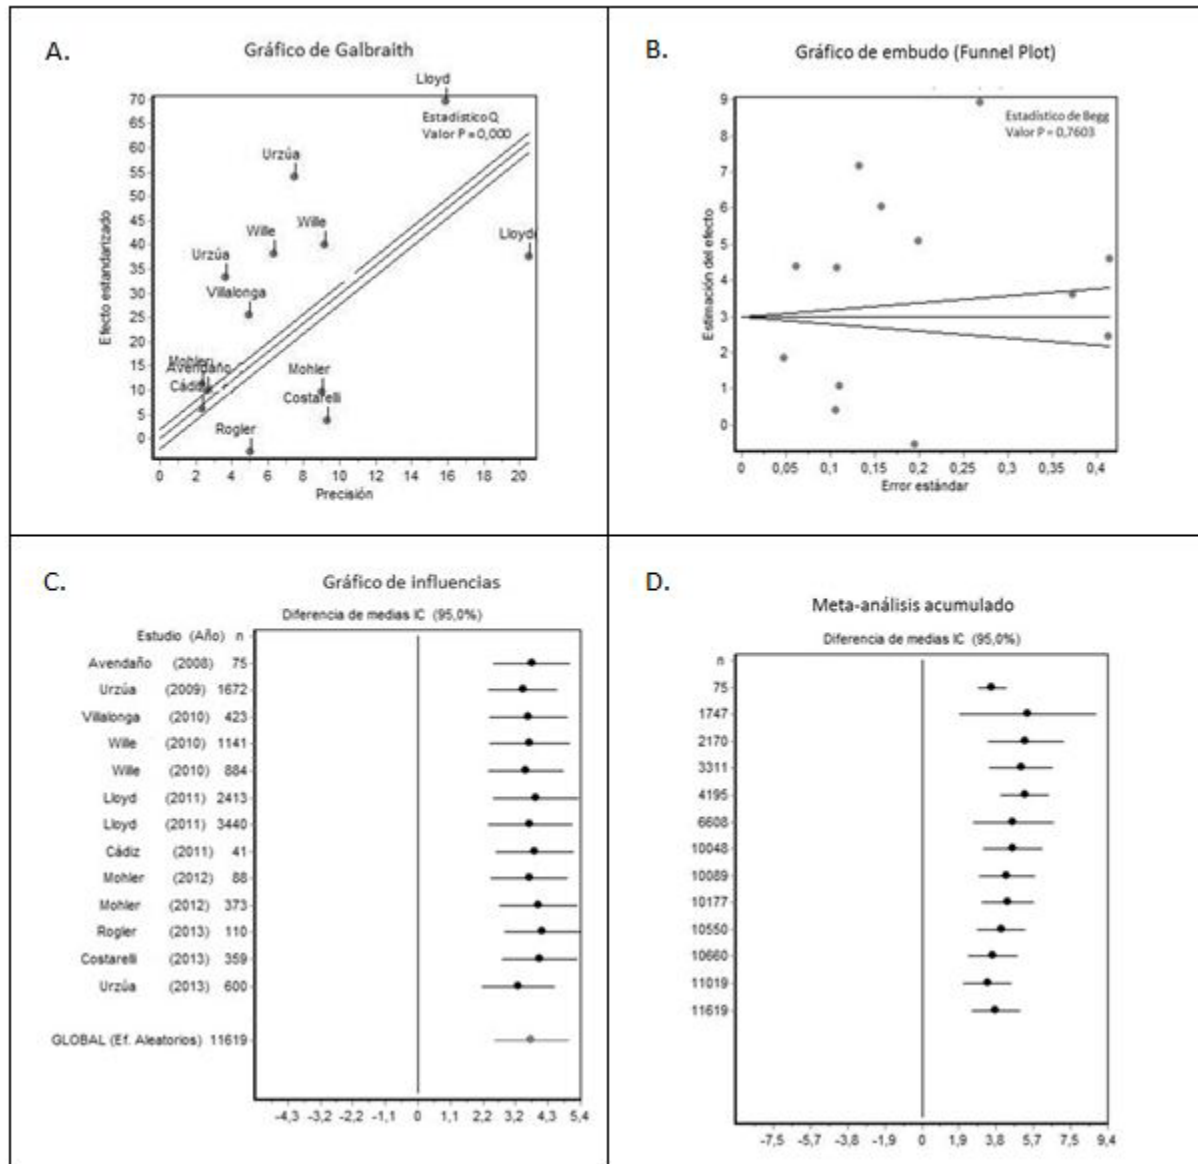 A.
Gráfico de Galbraith
Efecto estandarizado
70
65
60
55
50
45
40
35
30
25
20
15
10
5
0
Lloyd
Estadístico Q
Valor P = 0,000
Urzúa
Wille
Wille
Lloyd
Urzúa
Villalonga
Mohler
Avendaño
Cádiz
Mohler
Costarelli
Rogler
0 2 4 6 8 10 12 14 16 18 20
Precisión
B.
Gráfico de embudo (Funnel Plot)
Estadístico de Begg
Valor P = 0,7603
Estimación del efecto
9
8
7
6
5
4
3
2
1
0
0 0,05 0,1 0,15 0,2 0,25 0,3 0,35 0,4
Error estándar
C.
Gráfico de influencias
Diferencia de medias IC (95,0%)
Estudio (Año) n
Avendaño (2008) 75
Urzúa (2009) 1672
Villalonga (2010) 423
Wille (2010) 1141
Wille (2010) 884
Lloyd (2011) 2413
Lloyd (2011) 3440
Cádiz (2011) 41
Mohler (2012) 88
Mohler (2012) 373
Rogler (2013) 110
Costarelli (2013) 359
Urzúa (2013) 600
GLOBAL (Ef. Aleatorios) 11619
-4,3 -3,2 -2,2 -1,1 0 1,1 2,2 3,2 4,3 5,4
D.
Meta-análisis acumulado
Diferencia de medias IC (95,0%)
n
75
1747
2170
3311
4195
6608
10048
10089
10177
10550
10660
11019
11619
-7,5 -5,7 -3,8 -1,9 0 1,9 3,8 5,7 7,5 9,4